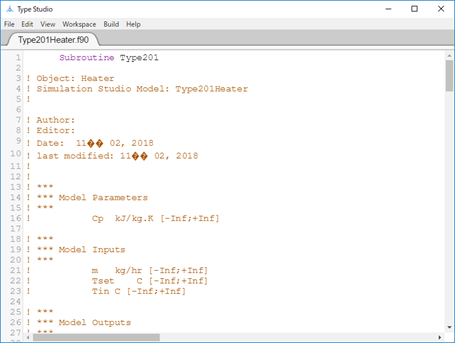 Type Studio
File Edit View Workspace Build Help
Type201Heater.f90
1 Subroutine Type201
2
3 ! Object: Heater
4 ! Simulation Studio Model: Type201Heater
5 !
6
7 ! Author:
8 ! Editor:
9 ! Date: 11�� 02, 2018
10 ! last modified: 11�� 02, 2018
11 !
12 !
13 ! ***
14 ! *** Model Parameters
15 ! ***
16 ! Cp kJ/kg.K [-Inf;+Inf]
17
18 ! ***
19 ! *** Model Inputs
20 ! ***
21 ! m kg/hr [-Inf;+Inf]
22 ! Tset C [-Inf;+Inf]
23 ! Tin C [-Inf;+Inf]
24
25 ! ***
26 ! *** Model Outputs
27 ! ***